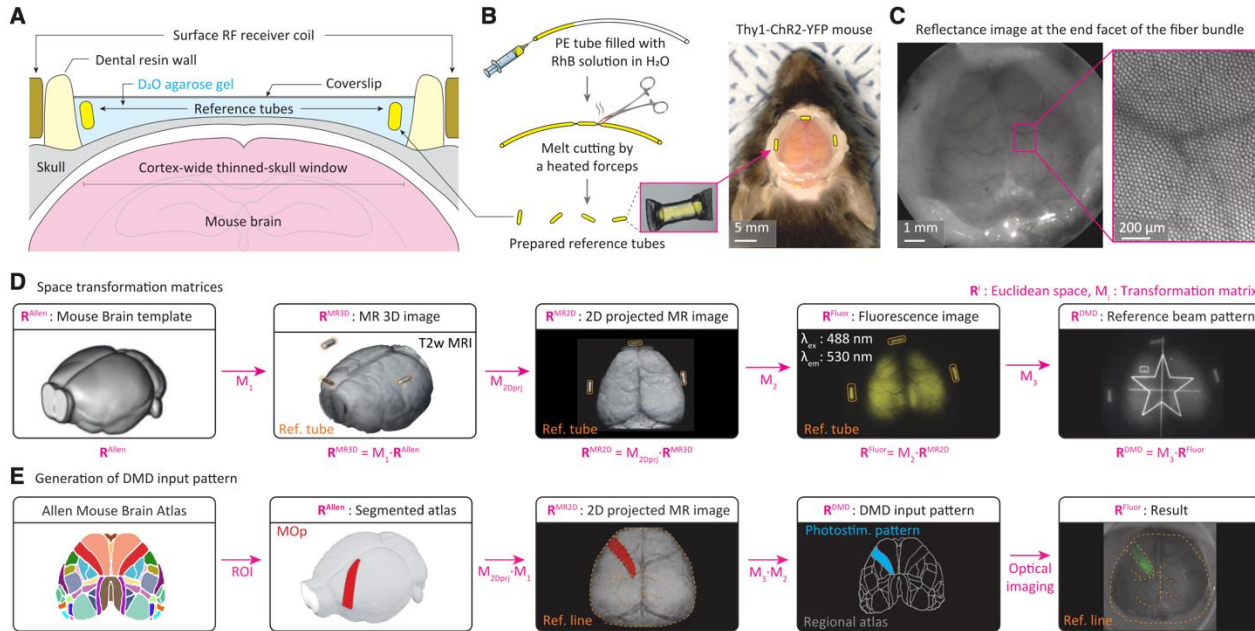 A
Surface RF receiver coil
Dental resin wall
D₂O agarose gel
Coverslip
Reference tubes
Skull
Cortex-wide thinned-skull window
Mouse brain
B
PE tube filled with
RhB solution in H₂O
Melt cutting by
a heated forceps
Prepared reference tubes
Thy1-ChR2-YFP mouse
5 mm
C
Reflectance image at the end facet of the fiber bundle
1 mm
200 μm
D Space transformation matrices
Rⁱ : Euclidean space, Mᵢ : Transformation matrix
R^Allen : Mouse Brain template
M₁
R^MR3D : MR 3D image
T2w MRI
Ref. tube
M_2Dprj
R^MR2D : 2D projected MR image
Ref. tube
M₂
R^Fluor : Fluorescence image
λex : 488 nm
λem : 530 nm
Ref. tube
M₃
R^DMD : Reference beam pattern
R^Allen
R^MR3D = M₁·R^Allen
R^MR2D = M_2Dprj·R^MR3D
R^Fluor = M₂·R^MR2D
R^DMD = M₃·R^Fluor
E Generation of DMD input pattern
Allen Mouse Brain Atlas
ROI
R^Allen : Segmented atlas
MOp
M_2Dprj·M₁
R^MR2D : 2D projected MR image
Ref. line
M₃·M₂
R^DMD : DMD input pattern
Photostim. pattern
Regional atlas
Optical
imaging
R^Fluor : Result
Ref. line